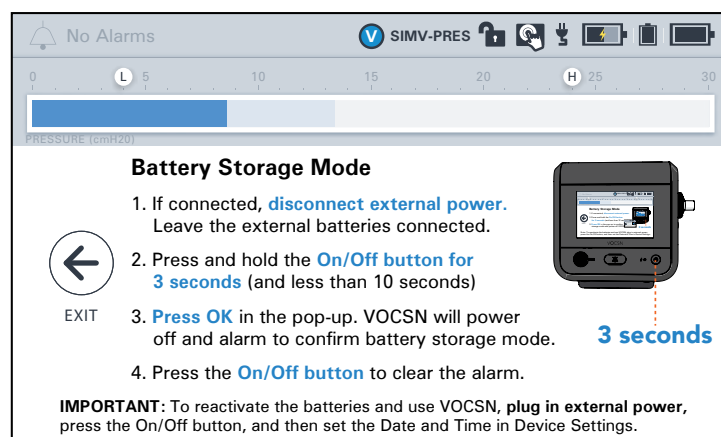 No Alarms
V SIMV-PRES
0 L 5 10 15 20 H 25 30
PRESSURE (cmH20)
Battery Storage Mode
1. If connected, disconnect external power.
Leave the external batteries connected.
2. Press and hold the On/Off button for
3 seconds (and less than 10 seconds)
EXIT
3. Press OK in the pop-up. VOCSN will power
off and alarm to confirm battery storage mode.
4. Press the On/Off button to clear the alarm.
VOCSN
3 seconds
IMPORTANT: To reactivate the batteries and use VOCSN, plug in external power,
press the On/Off button, and then set the Date and Time in Device Settings.